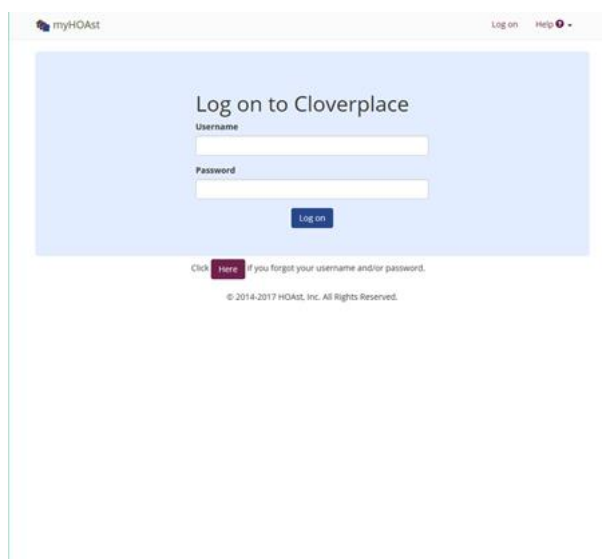 myHOAst
Log on Help
Log on to Cloverplace
Username
Password
Log on
Click Here if you forgot your username and/or password.
© 2014-2017 HOAst, Inc. All Rights Reserved.